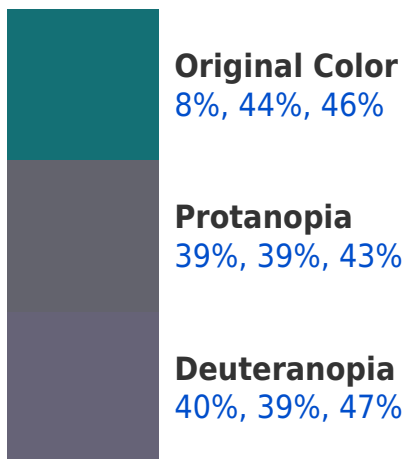 Original Color
8%, 44%, 46%
Protanopia
39%, 39%, 43%
Deuteranopia
40%, 39%, 47%